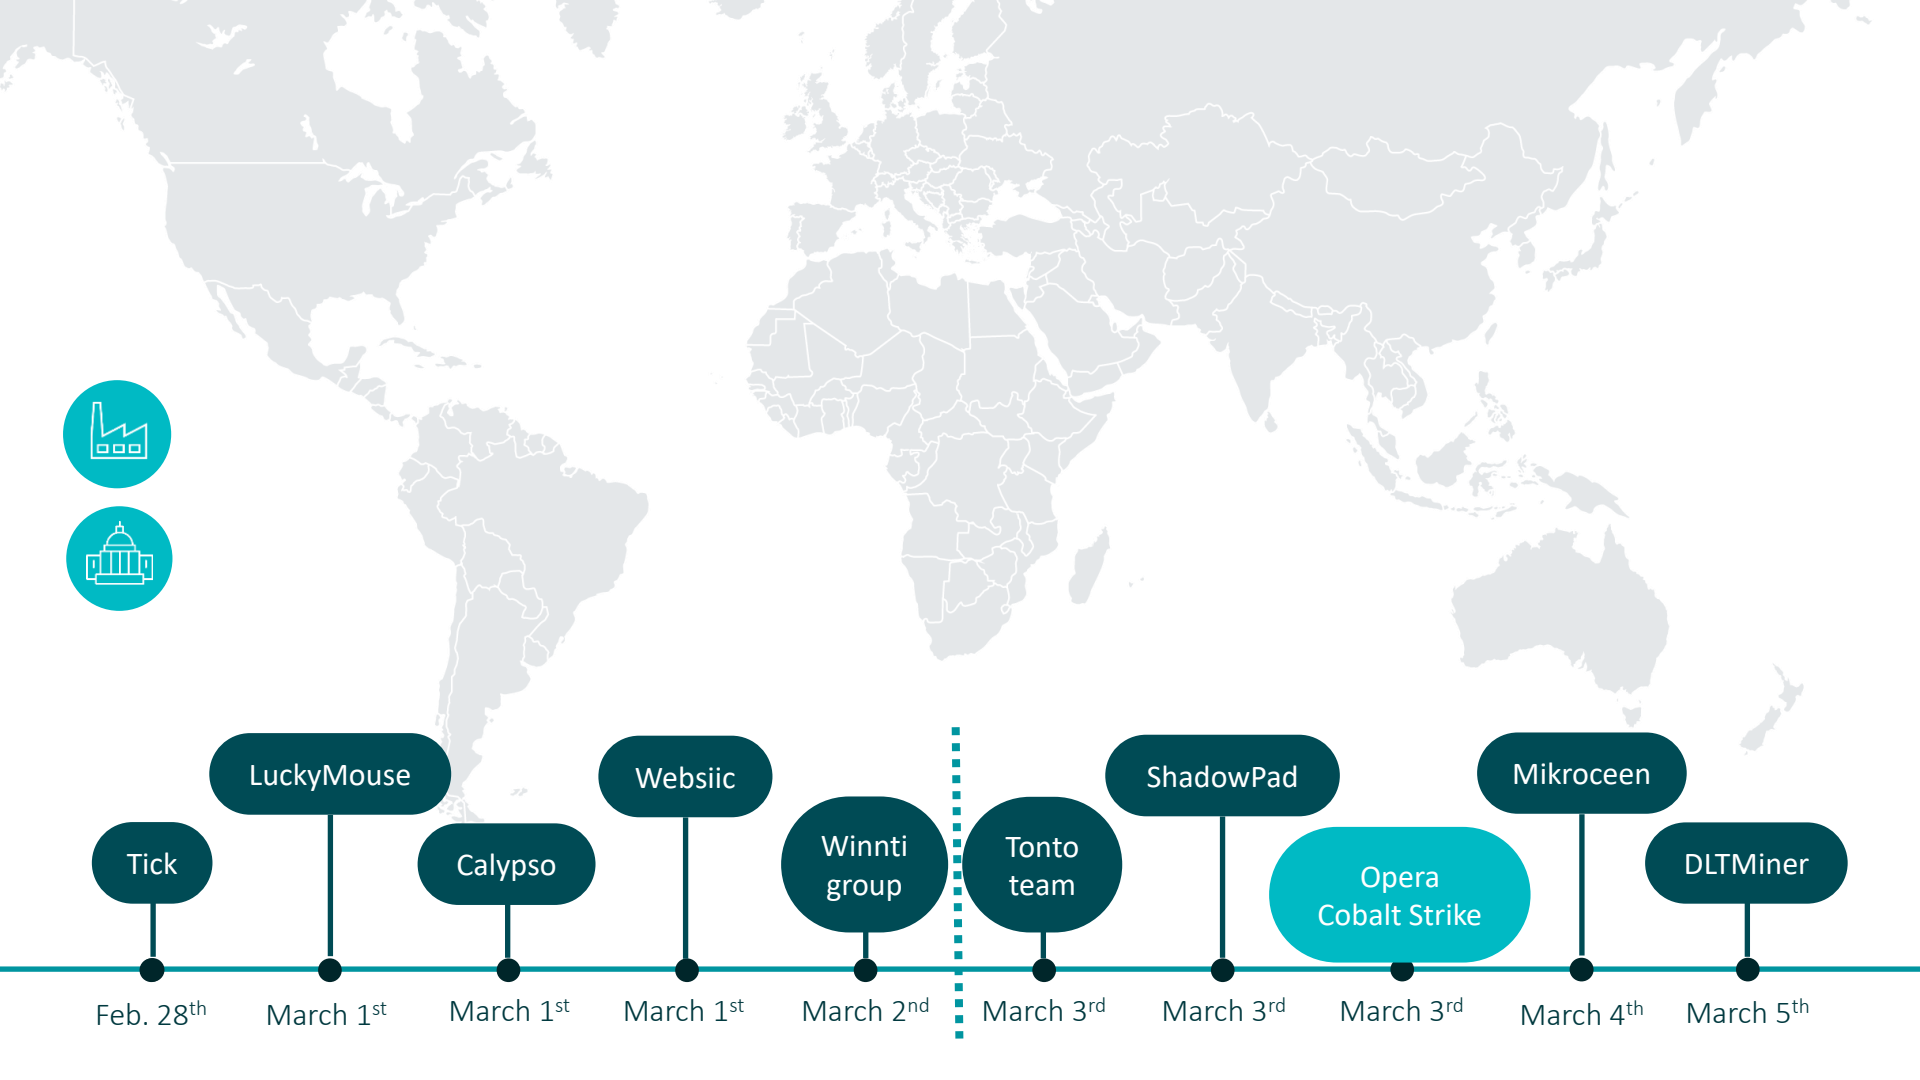 LuckyMouse
Websiic
ShadowPad
Mikroceen
Tick
Calypso
Winnti
group
Tonto
team
Opera
Cobalt Strike
DLTMiner
Feb. 28th
March 1st
March 1st
March 1st
March 2nd
March 3rd
March 3rd
March 3rd
March 4th
March 5th